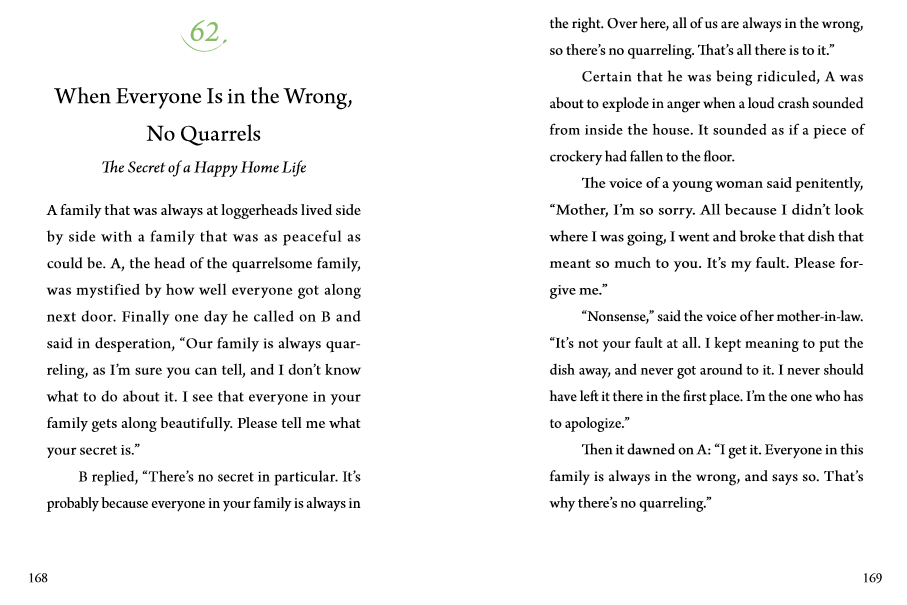 62.
When Everyone Is in the Wrong,
No Quarrels
The Secret of a Happy Home Life
A family that was always at loggerheads lived side
by side with a family that was as peaceful as
could be. A, the head of the quarrelsome family,
was mystified by how well everyone got along
next door. Finally one day he called on B and
said in desperation, “Our family is always quar-
reling, as I’m sure you can tell, and I don’t know
what to do about it. I see that everyone in your
family gets along beautifully. Please tell me what
your secret is.”
B replied, “There’s no secret in particular. It’s
probably because everyone in your family is always in
168
the right. Over here, all of us are always in the wrong,
so there’s no quarreling. That’s all there is to it.”
Certain that he was being ridiculed, A was
about to explode in anger when a loud crash sounded
from inside the house. It sounded as if a piece of
crockery had fallen to the floor.
The voice of a young woman said penitently,
“Mother, I’m so sorry. All because I didn’t look
where I was going, I went and broke that dish that
meant so much to you. It’s my fault. Please for-
give me.”
“Nonsense,” said the voice of her mother-in-law.
“It’s not your fault at all. I kept meaning to put the
dish away, and never got around to it. I never should
have left it there in the first place. I’m the one who has
to apologize.”
Then it dawned on A: “I get it. Everyone in this
family is always in the wrong, and says so. That’s
why there’s no quarreling.”
169